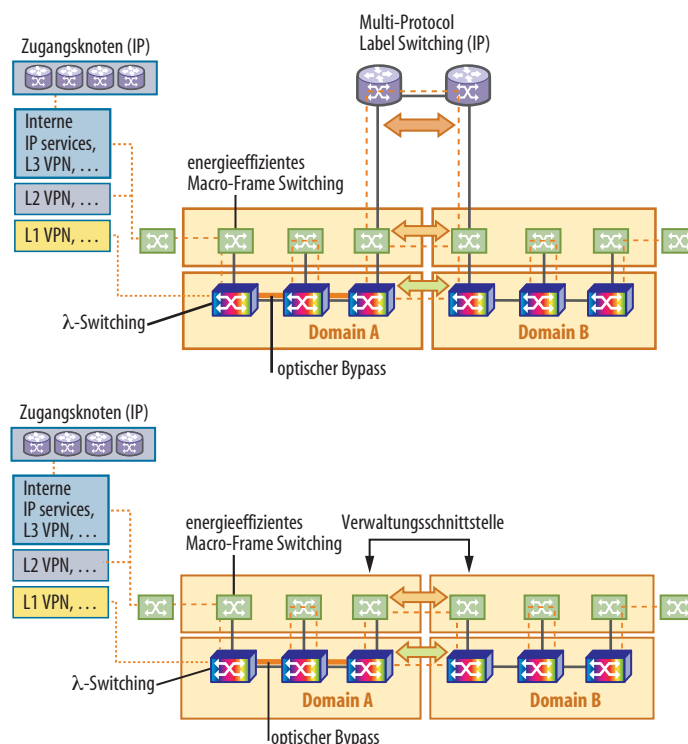 Multi-Protocol
Label Switching (IP)
Zugangsknoten (IP)
Interne
IP services,
L3 VPN, …
L2 VPN, …
L1 VPN, …
energieeffizientes
Macro-Frame Switching
λ-Switching
Domain A
Domain B
optischer Bypass
Zugangsknoten (IP)
Interne
IP services,
L3 VPN, …
L2 VPN, …
L1 VPN, …
energieeffizientes
Macro-Frame Switching
Verwaltungsschnittstelle
λ-Switching
Domain A
Domain B
optischer Bypass